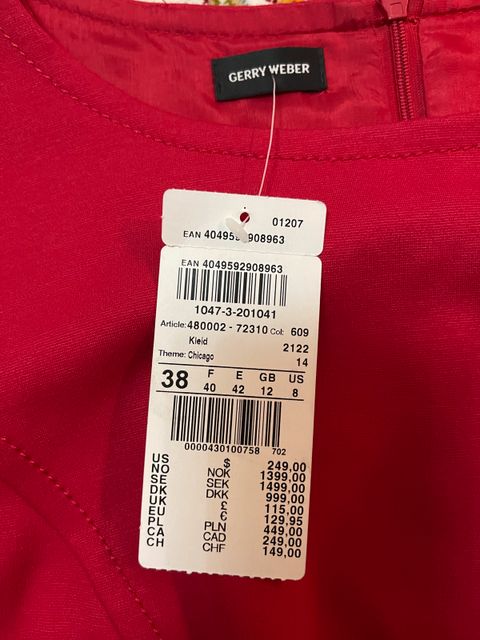 GERRY WEBER
01207
EAN 4049592908963
EAN 4049592908963
1047-3-201041
Article: 480002 - 72310 Col: 609
Kleid 2122
Theme: Chicago 14
38 F E GB US
40 42 12 8
0000430100758 702
US $ 249,00
NO NOK 1399,00
SE SEK 1499,00
DK DKK 999,00
UK £ 115,00
EU € 129,95
PL PLN 449,00
CA CAD 249,00
CH CHF 149,00